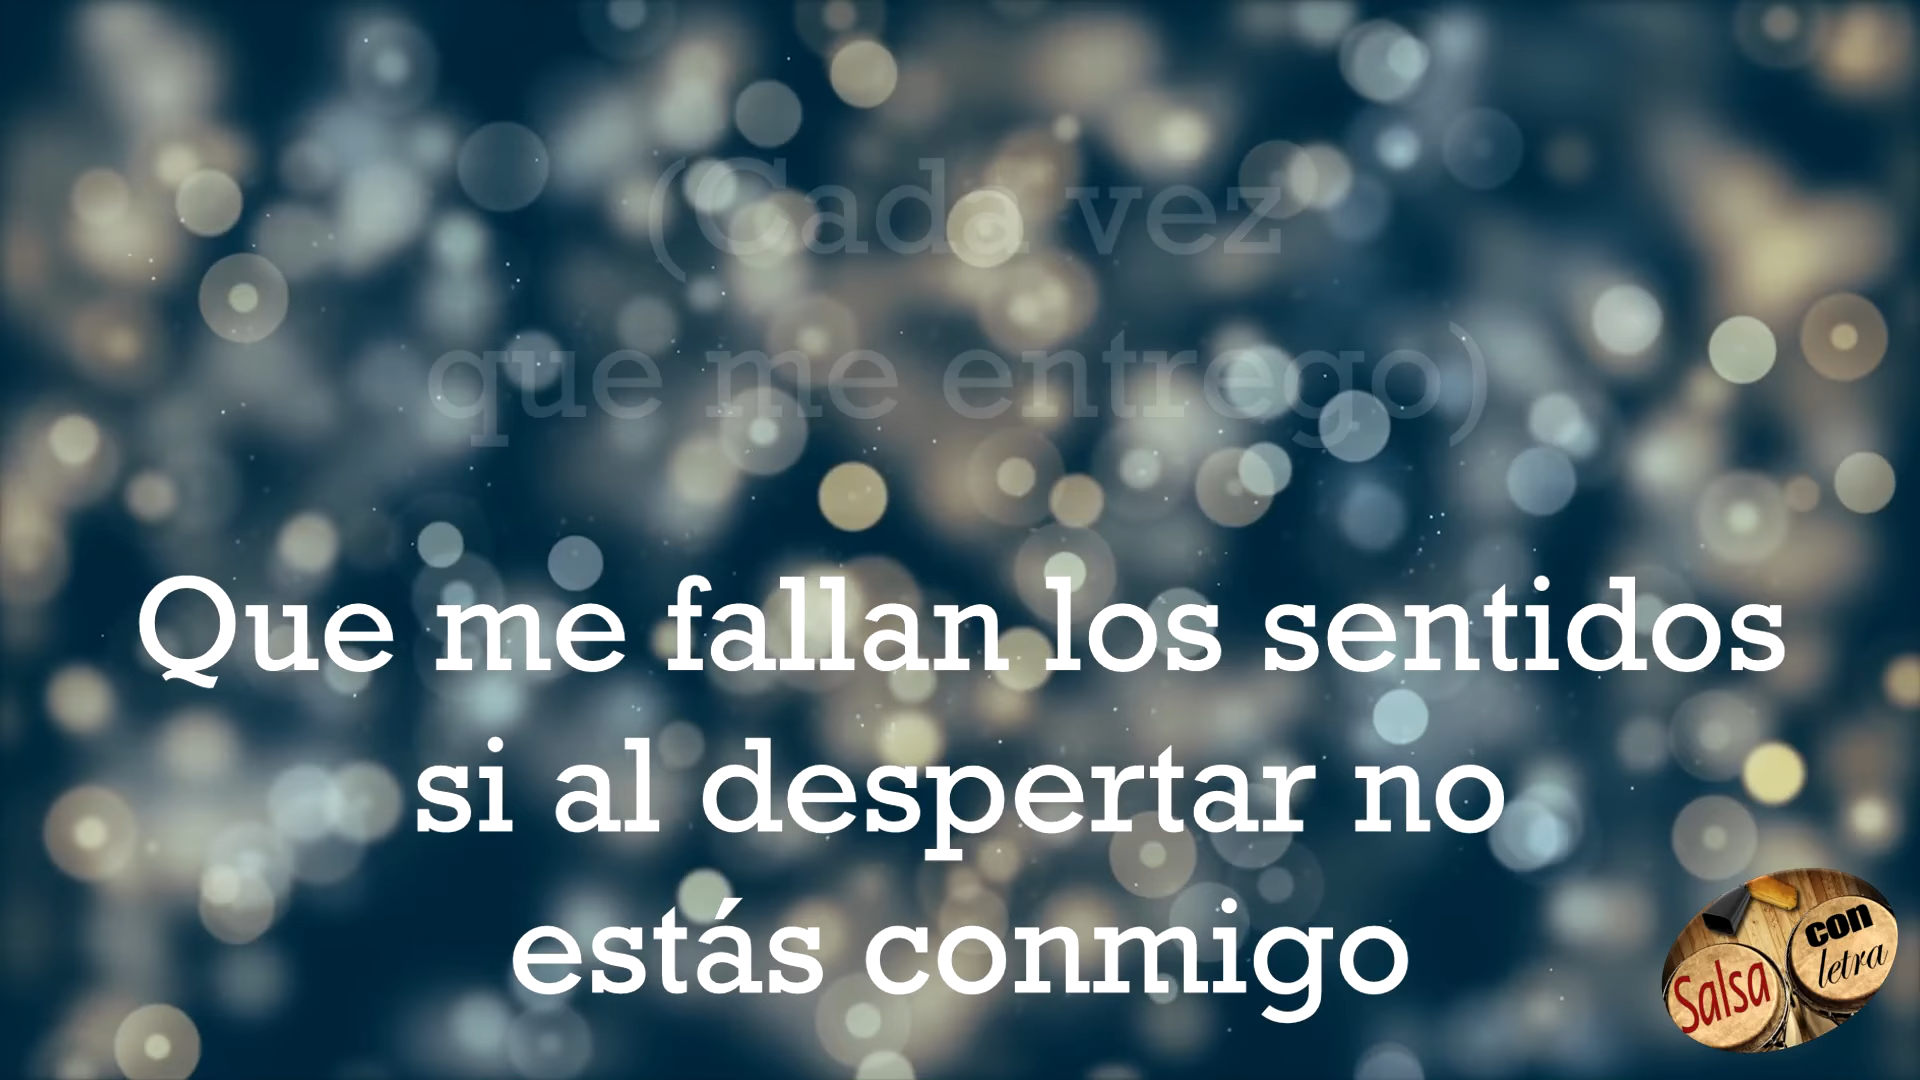 (Cada vez
que me entrego)
Que me fallan los sentidos
si al despertar no
estás conmigo
Salsa
con
letra